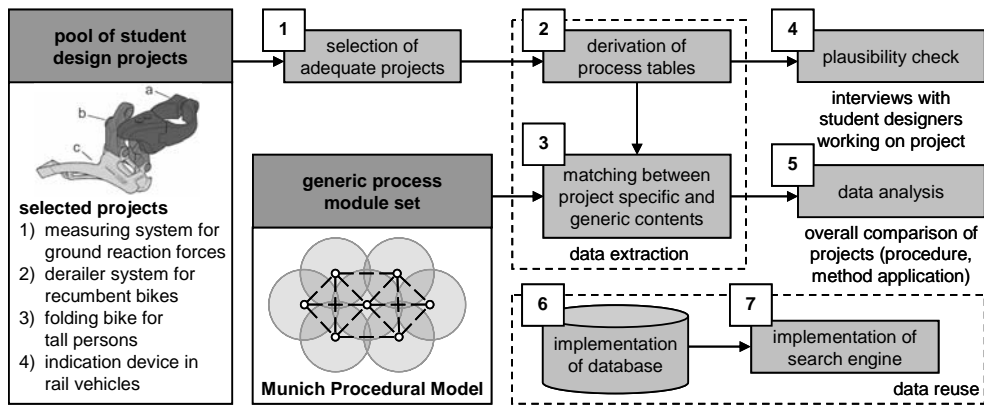 pool of student
design projects
a
b
c
selected projects
1) measuring system for
ground reaction forces
2) derailer system for
recumbent bikes
3) folding bike for
tall persons
4) indication device in
rail vehicles
1
selection of
adequate projects
generic process
module set
Munich Procedural Model
2
derivation of
process tables
3
matching between
project specific and
generic contents
data extraction
4
plausibility check
interviews with
student designers
working on project
5
data analysis
overall comparison of
projects (procedure,
method application)
6
implementation
of database
7
implementation of
search engine
data reuse